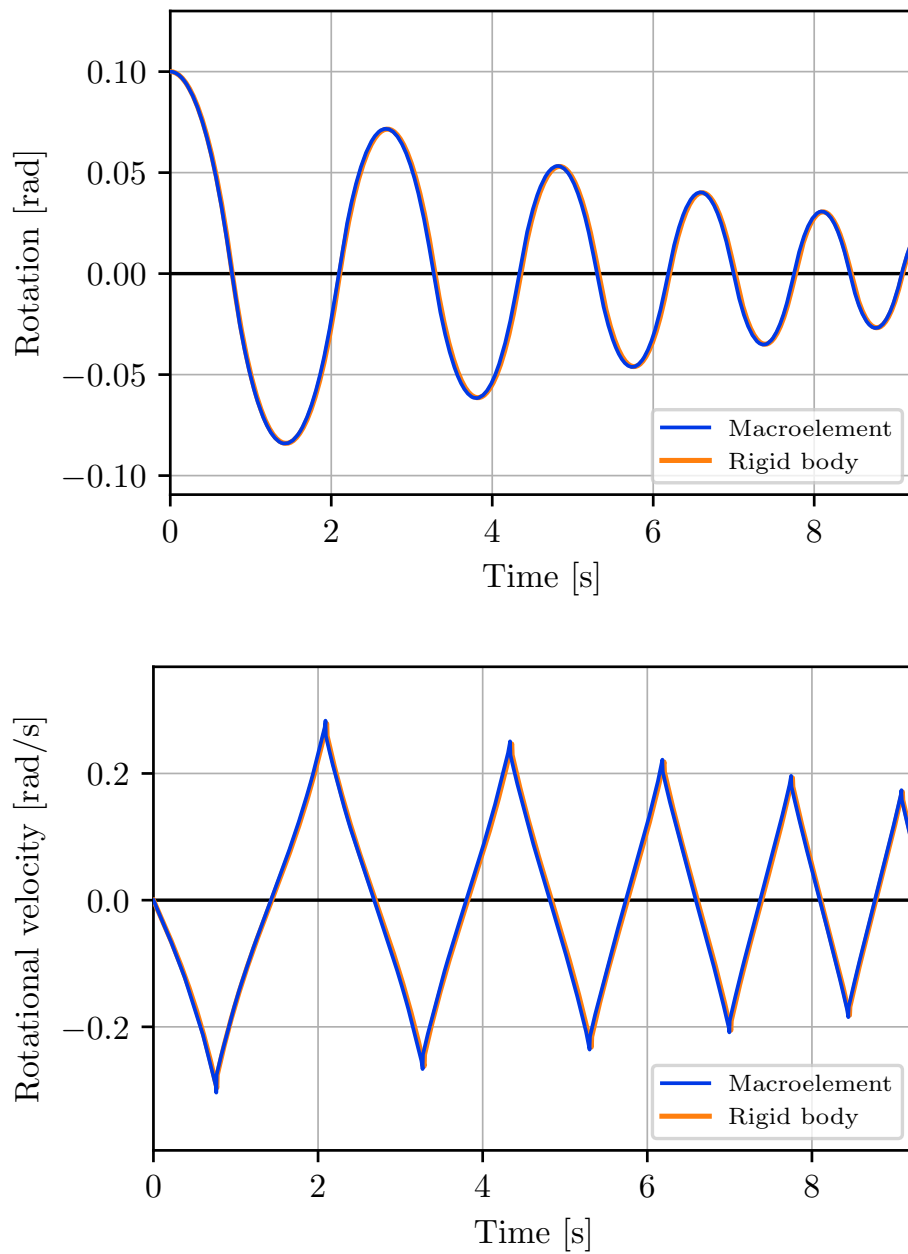 0.10
0.05
0.00
−0.05
−0.10
Rotation [rad]
Macroelement
Rigid body
0 2 4 6 8
Time [s]
0.2
0.0
−0.2
Rotational velocity [rad/s]
Macroelement
Rigid body
0 2 4 6 8
Time [s]